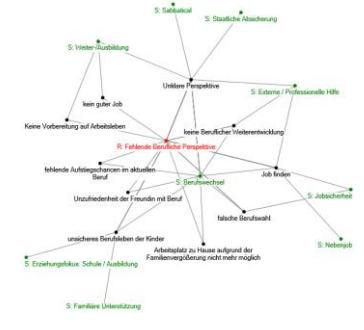 S: Sabbatical
S: Staatliche Absicherung
S: Weiter-/Ausbildung
Unklare Perspektive
S: Externe / Professionelle Hilfe
kein guter Job
Keine Vorbereitung auf Arbeitsleben
keine Beruflicher Weiterentwicklung
R: Fehlende Berufliche Perspektive
fehlende Aufstiegschancen im aktuellen
Beruf
Job finden
S: Berufswechsel
Unzufriedenheit der Freundin mit Beruf
S: Jobsicherheit
falsche Berufswahl
unsicheres Berufsleben der Kinder
S: Nebenjob
Arbeitsplatz zu Hause aufgrund der
Familienvergößerung nicht mehr möglich
S: Erziehungsfokus: Schule / Ausbildung
S: Familiäre Unterstützung